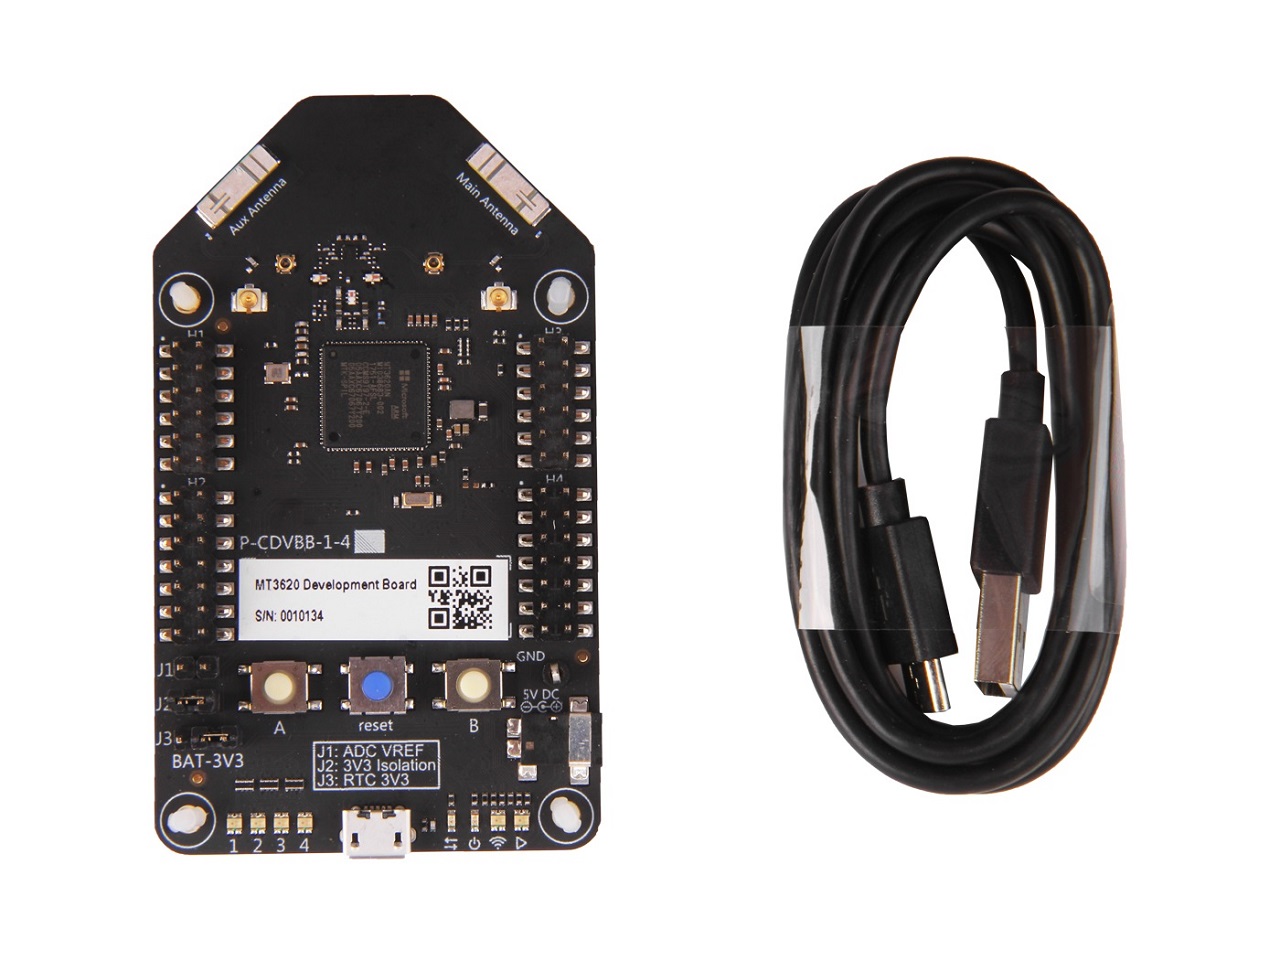 Aux Antenna
Main Antenna
H1
H3
Microsoft
H2
H4
P-CDVBB-1-4
MT3620 Development Board
S/N: 0010134
J1
GND
J2
5V DC
A
reset
B
J3
BAT-3V3
J1: ADC VREF
J2: 3V3 Isolation
J3: RTC 3V3
1 2 3 4